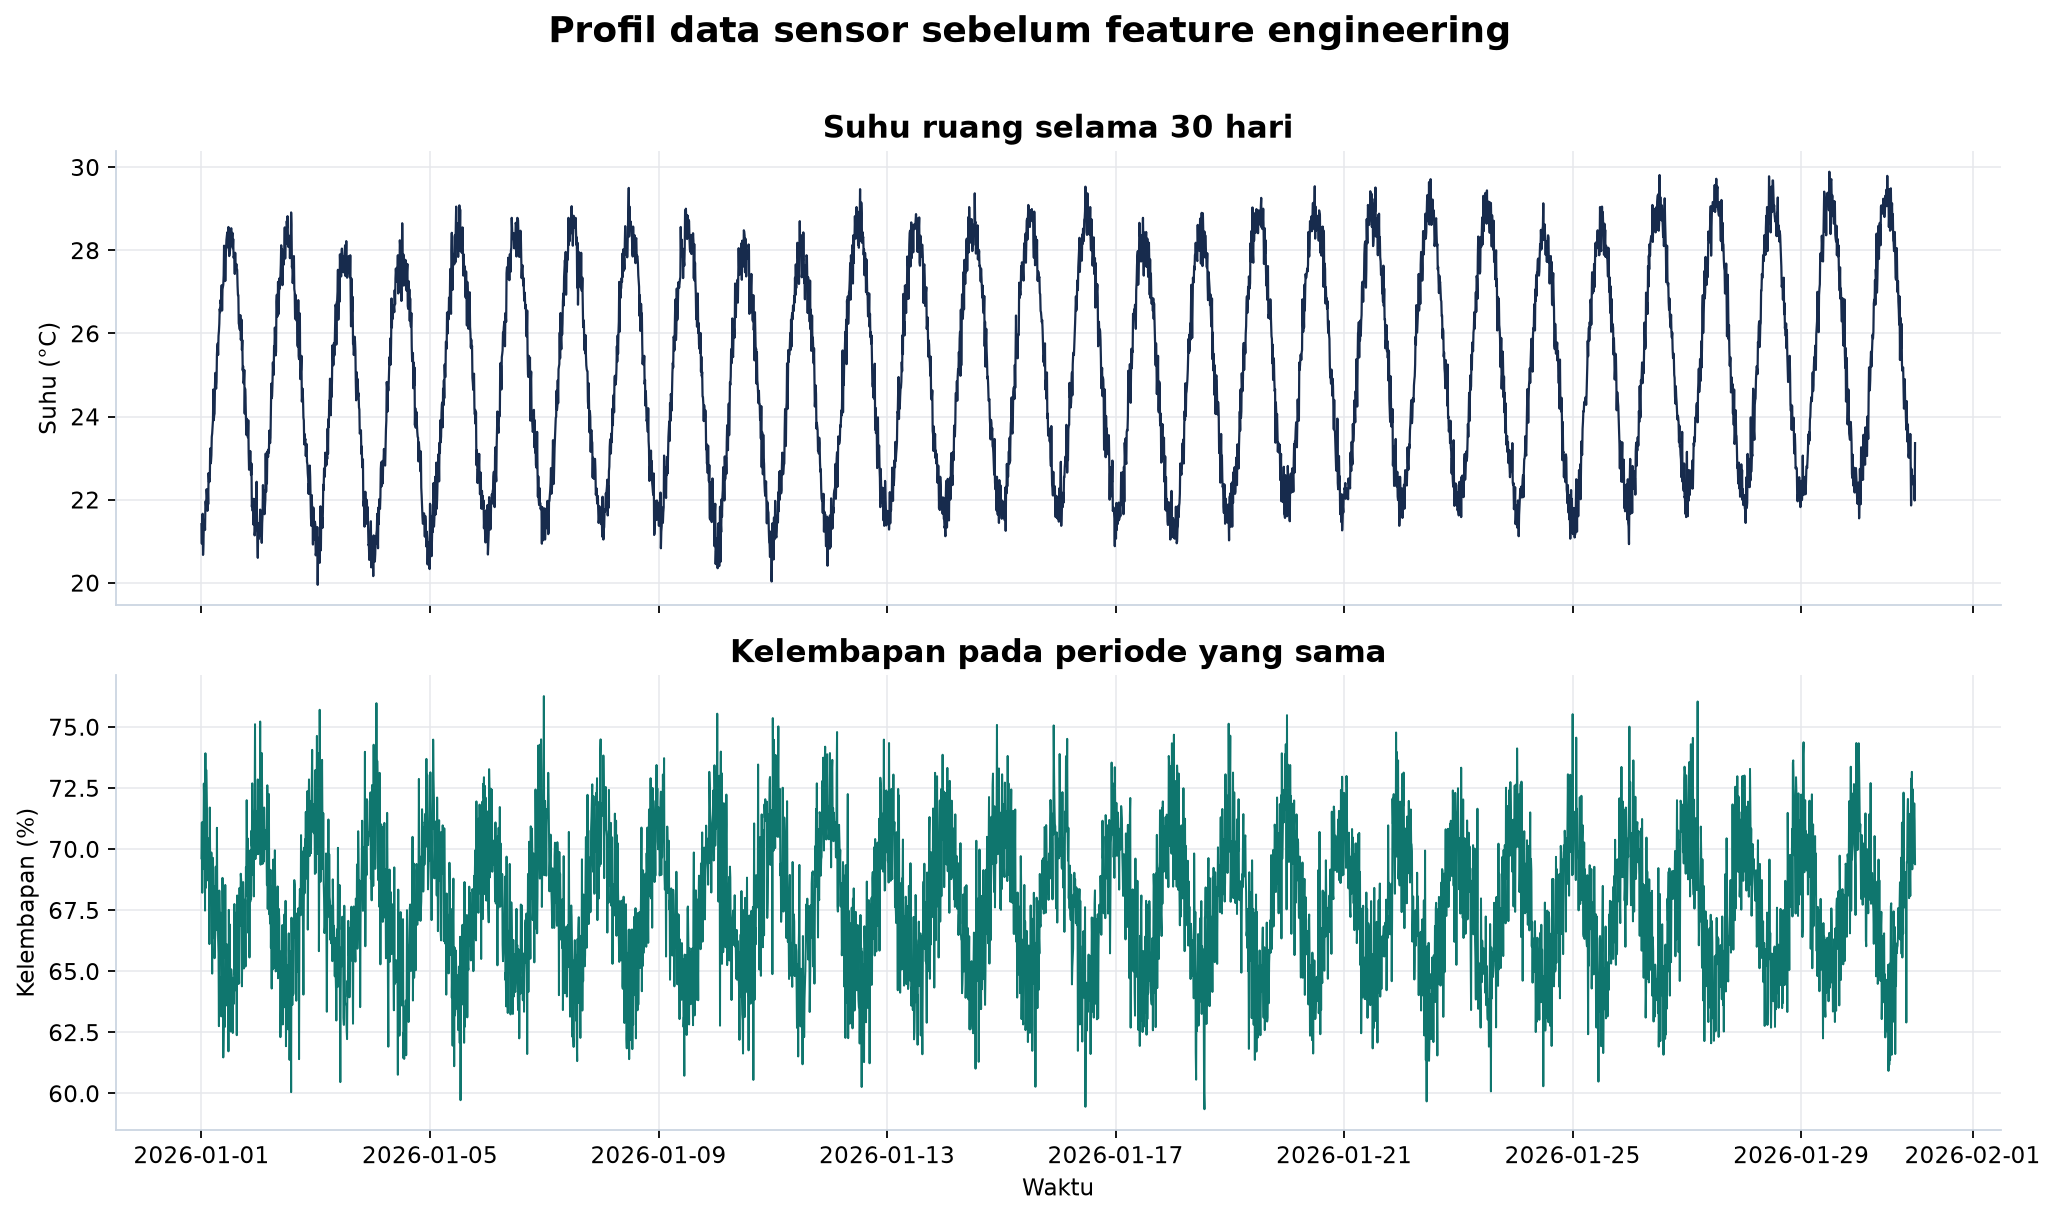 Profil data sensor sebelum feature engineering
Suhu ruang selama 30 hari
30
28
26
24
22
20
Suhu (°C)
Kelembapan pada periode yang sama
75.0
72.5
70.0
67.5
65.0
62.5
60.0
Kelembapan (%)
2026-01-01 2026-01-05 2026-01-09 2026-01-13 2026-01-17 2026-01-21 2026-01-25 2026-01-29 2026-02-01
Waktu